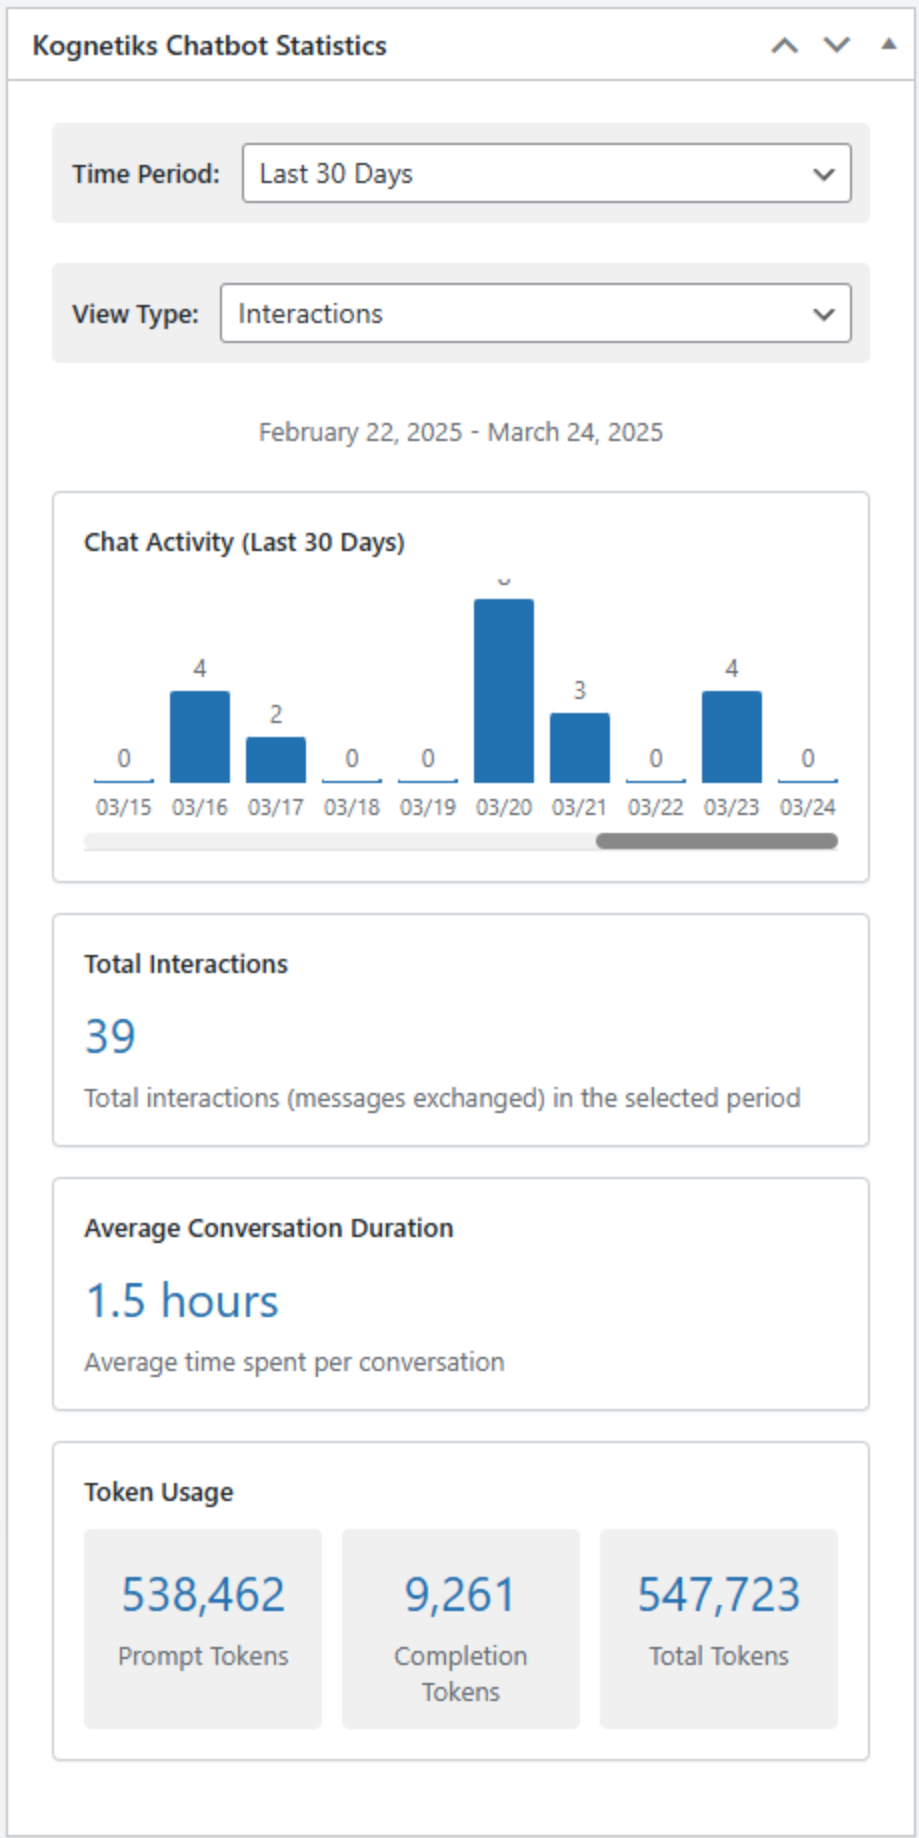 Kognetiks Chatbot Statistics
Time Period: Last 30 Days
View Type: Interactions
February 22, 2025 - March 24, 2025
Chat Activity (Last 30 Days)
0 4 2 0 0 3 0 4 0
03/15 03/16 03/17 03/18 03/19 03/20 03/21 03/22 03/23 03/24
Total Interactions
39
Total interactions (messages exchanged) in the selected period
Average Conversation Duration
1.5 hours
Average time spent per conversation
Token Usage
538,462 9,261 547,723
Prompt Tokens Completion Total Tokens
Tokens